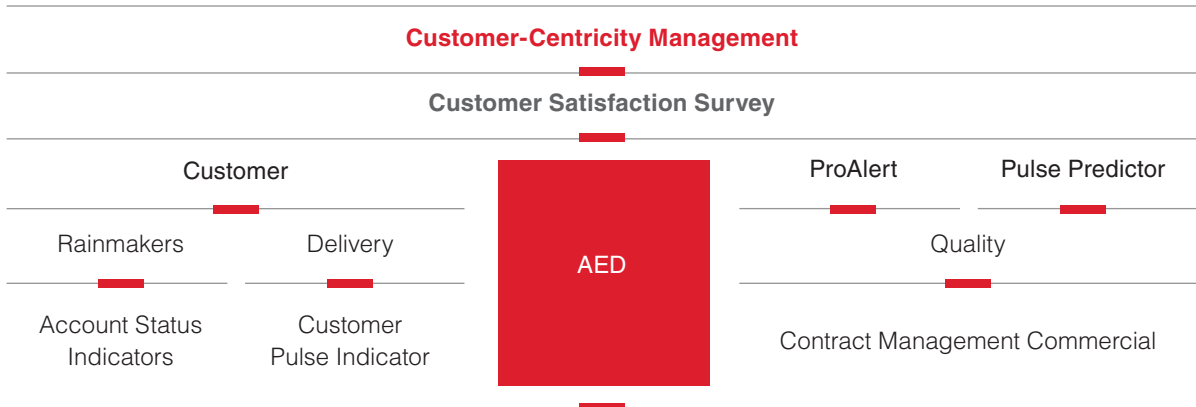 Customer-Centricity Management
Customer Satisfaction Survey
Customer
Rainmakers
Delivery
Account Status
Indicators
Customer
Pulse Indicator
AED
ProAlert
Pulse Predictor
Quality
Contract Management Commercial